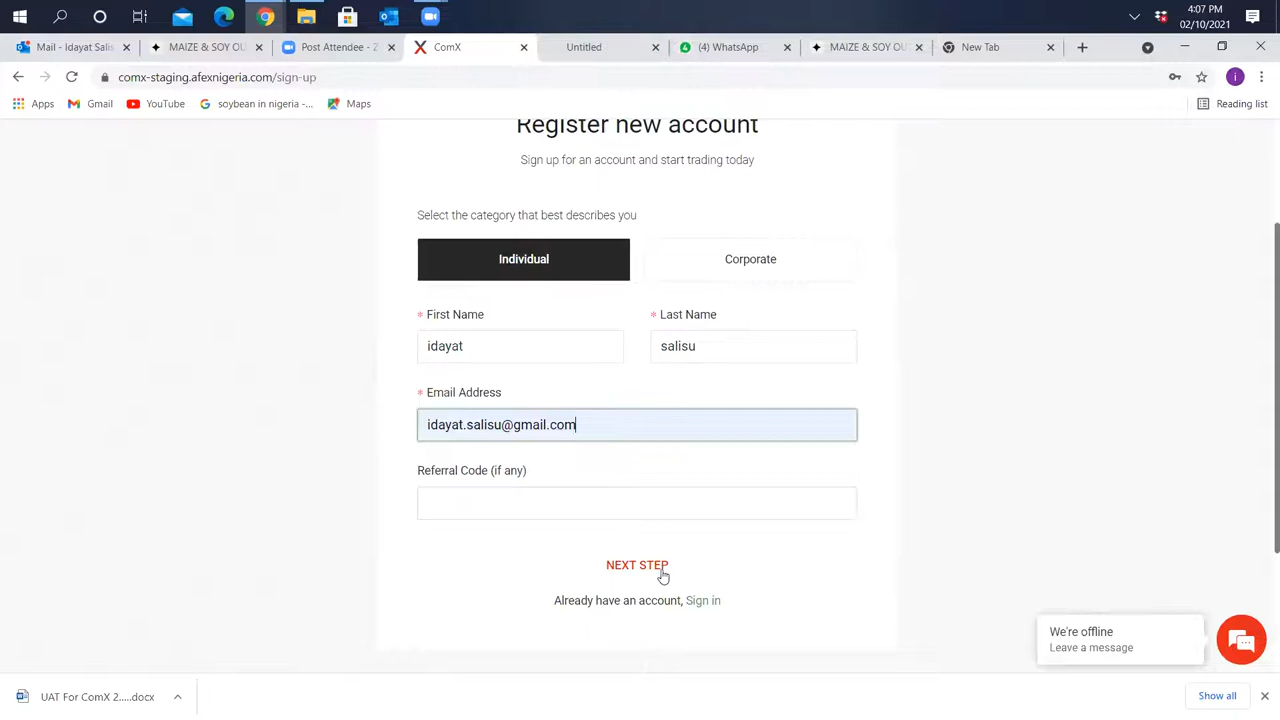 4:07 PM
02/10/2021
Mail - Idayat Salis
MAIZE & SOY OU
Post Attendee - Z
ComX
Untitled
(4) WhatsApp
MAIZE & SOY OU
New Tab
comx-staging.afexnigeria.com/sign-up
i
Apps
Gmail
YouTube
soybean in nigeria -...
Maps
Reading list
Register new account
Sign up for an account and start trading today
Select the category that best describes you
Individual
Corporate
* First Name
* Last Name
idayat
salisu
* Email Address
idayat.salisu@gmail.com
Referral Code (if any)
NEXT STEP
Already have an account, Sign in
We're offline
Leave a message
UAT For ComX 2.....docx
Show all